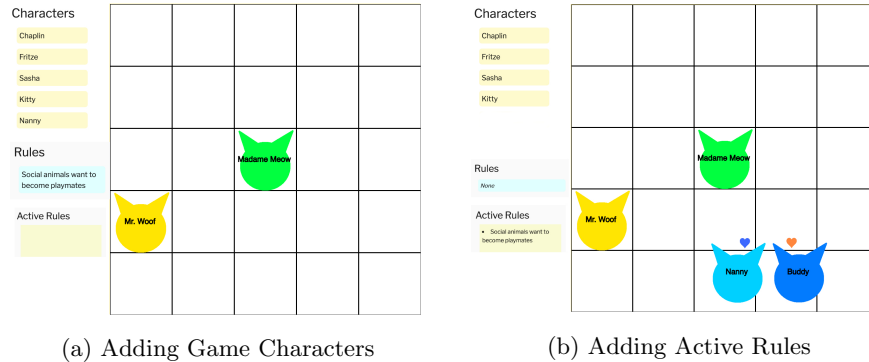 Characters
Chaplin
Fritze
Sasha
Kitty
Nanny
Rules
Social animals want to
become playmates
Active Rules
Madame Meow
Mr. Woof
(a) Adding Game Characters
Characters
Chaplin
Fritze
Sasha
Kitty
Rules
None
Active Rules
• Social animals want to
become playmates
Madame Meow
Mr. Woof
Nanny
Buddy
(b) Adding Active Rules